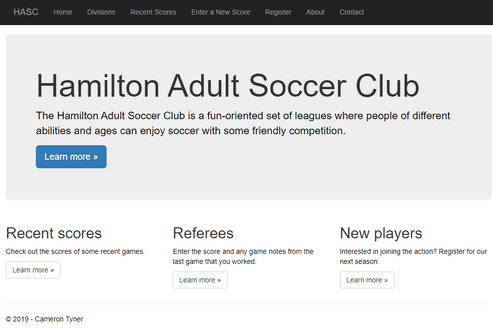 HASC Home Divisions Recent Scores Enter a New Score Register About Contact
Hamilton Adult Soccer Club
The Hamilton Adult Soccer Club is a fun-oriented set of leagues where people of different
abilities and ages can enjoy soccer with some friendly competition.
Learn more »
Recent scores
Check out the scores of some recent games.
Learn more »
Referees
Enter the score and any game notes from the
last game that you worked.
Learn more »
New players
Interested in joining the action? Register for our
next season.
Learn more »
© 2019 - Cameron Tyner